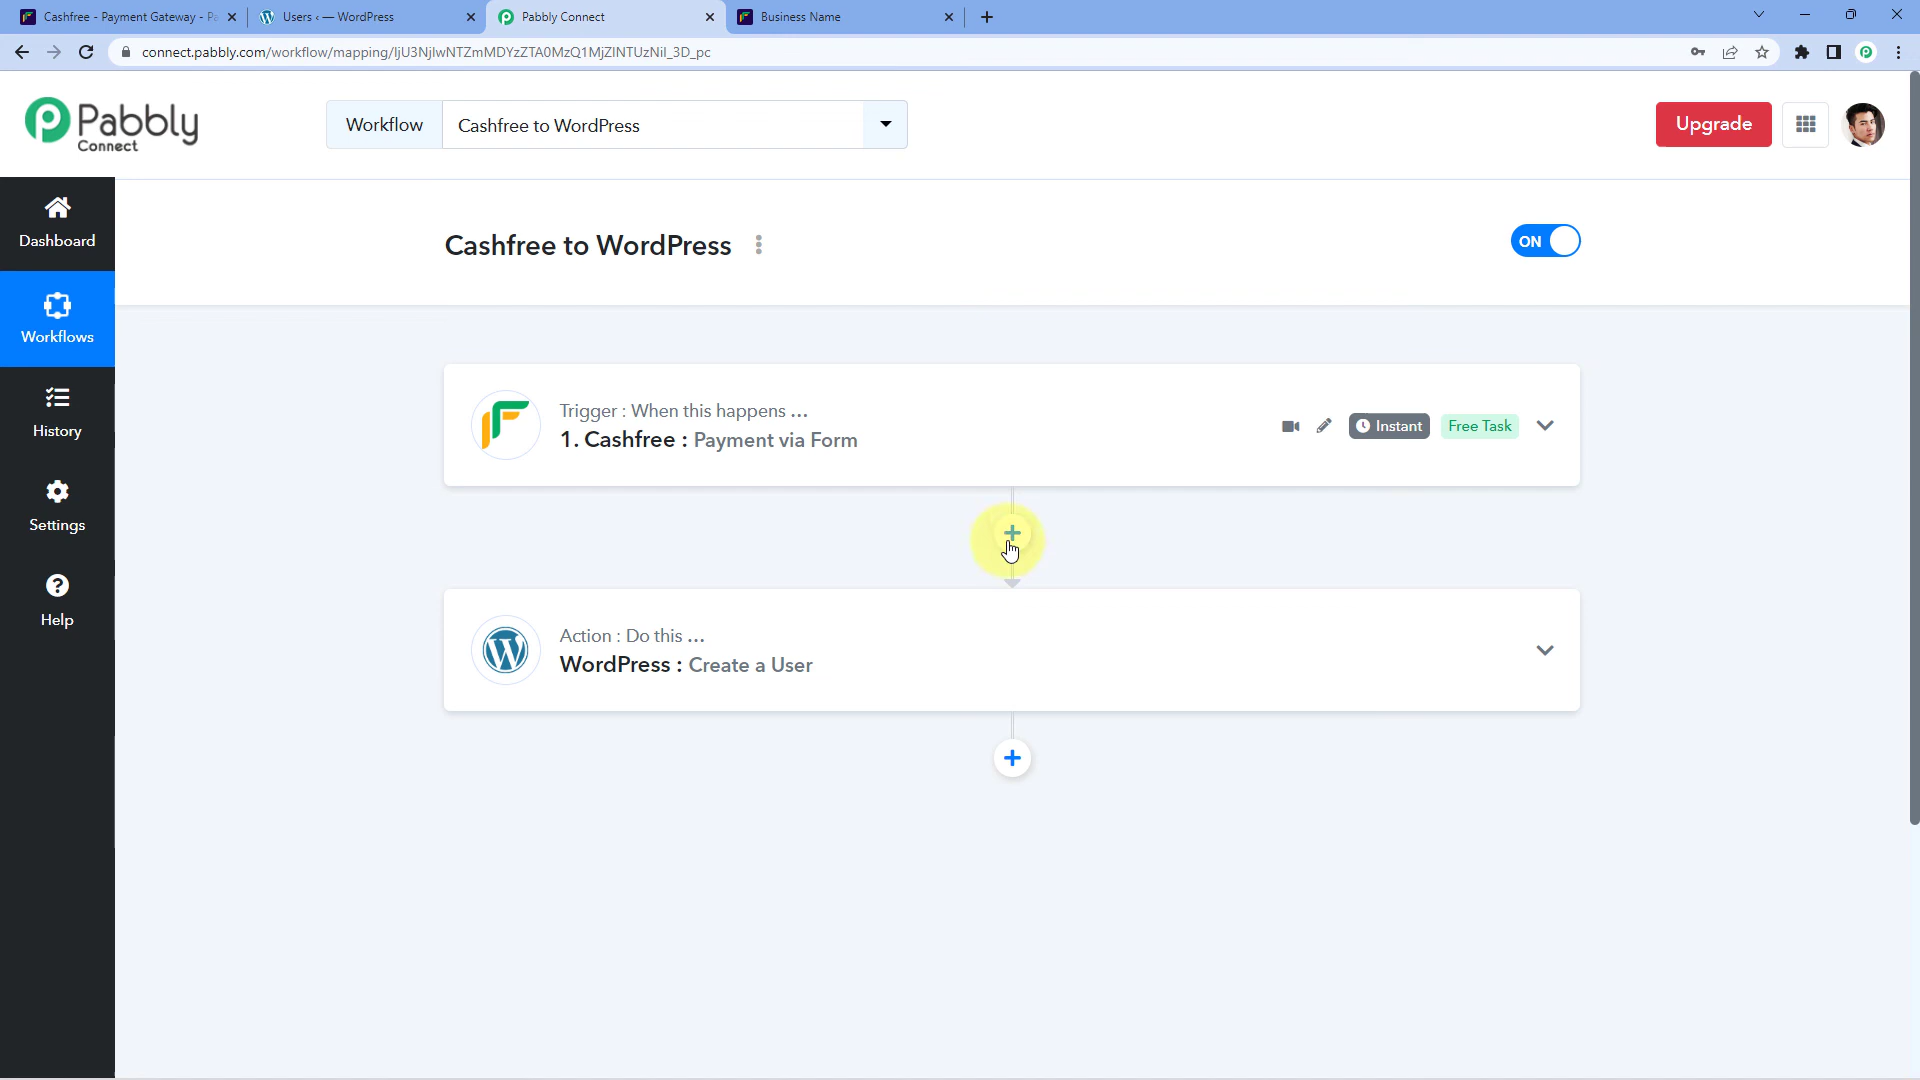 Cashfree - Payment Gateway - Pa
Users ‹ — WordPress
Pabbly Connect
Business Name
connect.pabbly.com/workflow/mapping/IjU3NjIwNTZmMDYzZTA0MzQ1MjZINTUzNiI_3D_pc
Pabbly
Connect
Workflow
Cashfree to WordPress
Upgrade
Dashboard
Workflows
History
Settings
Help
Cashfree to WordPress
ON
Trigger : When this happens ...
1. Cashfree : Payment via Form
Instant
Free Task
Action : Do this ...
WordPress : Create a User